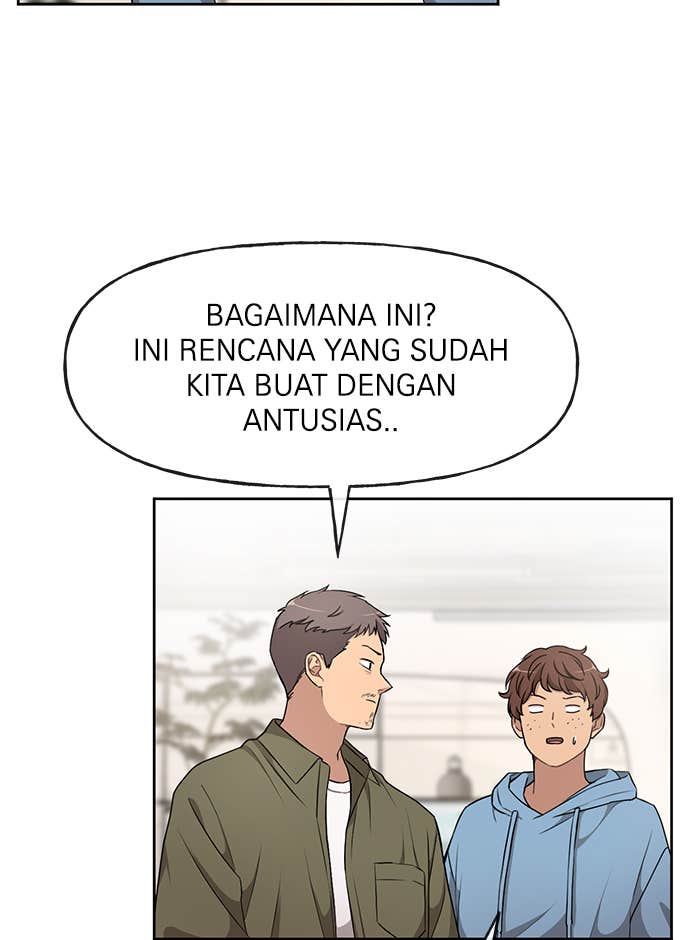 BAGAIMANA INI?
INI RENCANA YANG SUDAH
KITA BUAT DENGAN
ANTUSIAS..